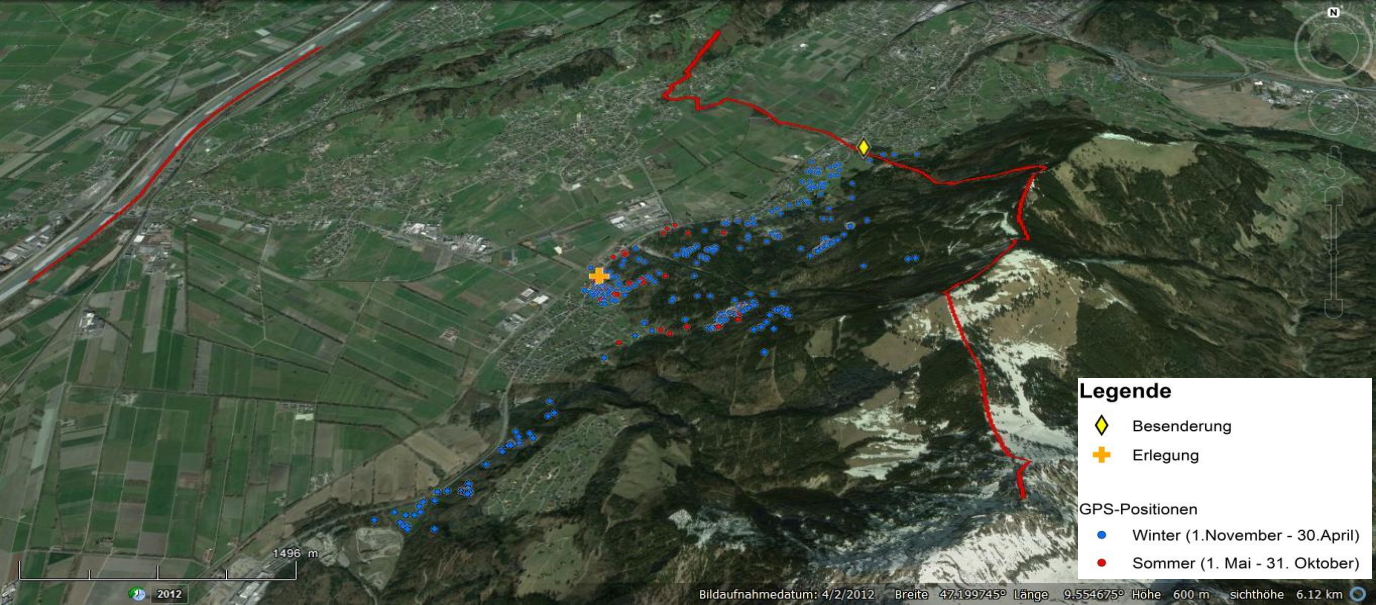 N
Legende
Besenderung
Erlegung
GPS-Positionen
Winter (1.November - 30.April)
Sommer (1. Mai - 31. Oktober)
1496 m
2012
Bildaufnahmedatum: 4/2/2012 Breite 47.199745° Länge 9.554675° Höhe 600 m sichthöhe 6.12 km